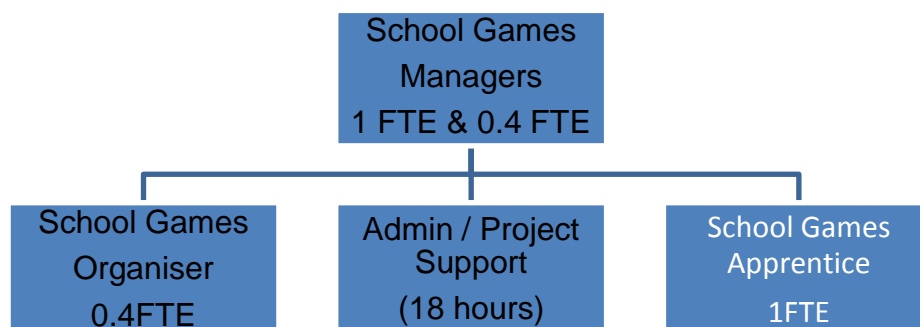 School Games
Managers
1 FTE & 0.4 FTE
School Games
Organiser
0.4FTE
Admin / Project
Support
(18 hours)
School Games
Apprentice
1FTE